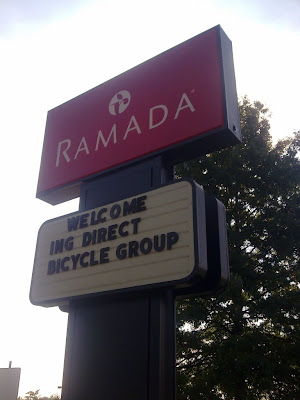 RAMADA
WELCOME
ING DIRECT
BICYCLE GROUP